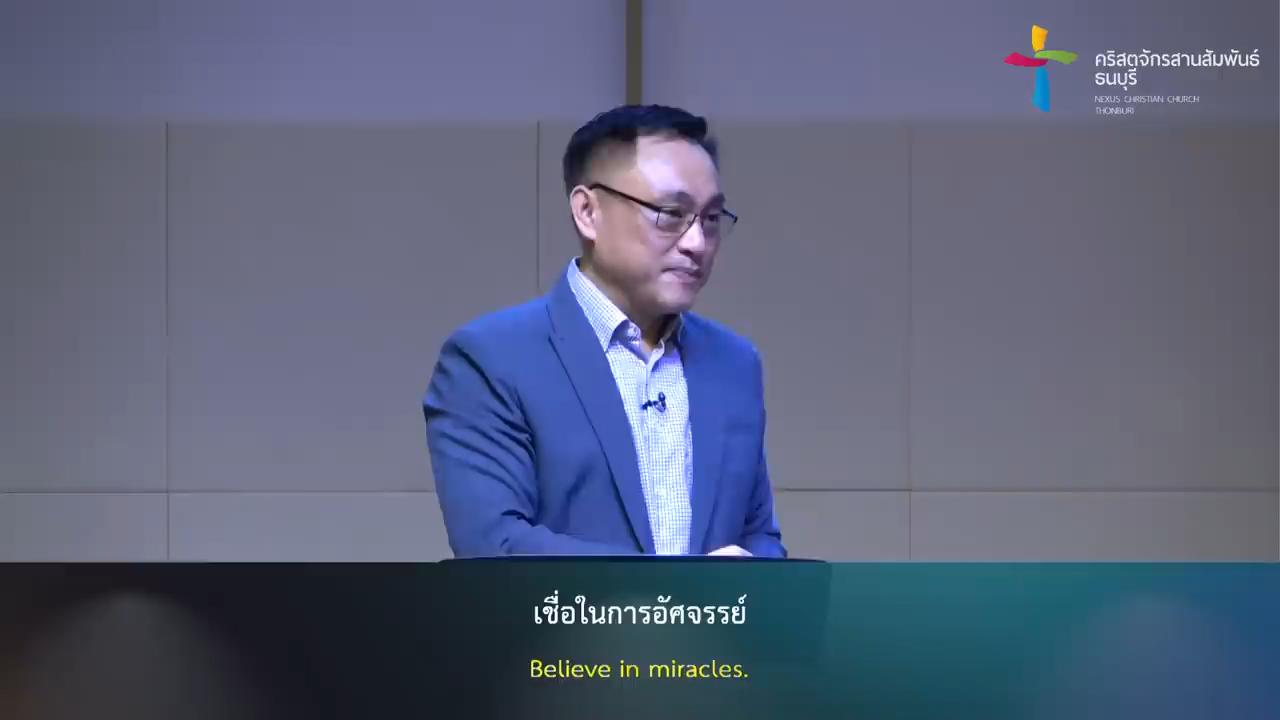 คริสตจักรสานสัมพันธ์
ธนบุรี
NEXUS CHRISTIAN CHURCH
THONBURI
เชื่อในการอัศจรรย์
Believe in miracles.